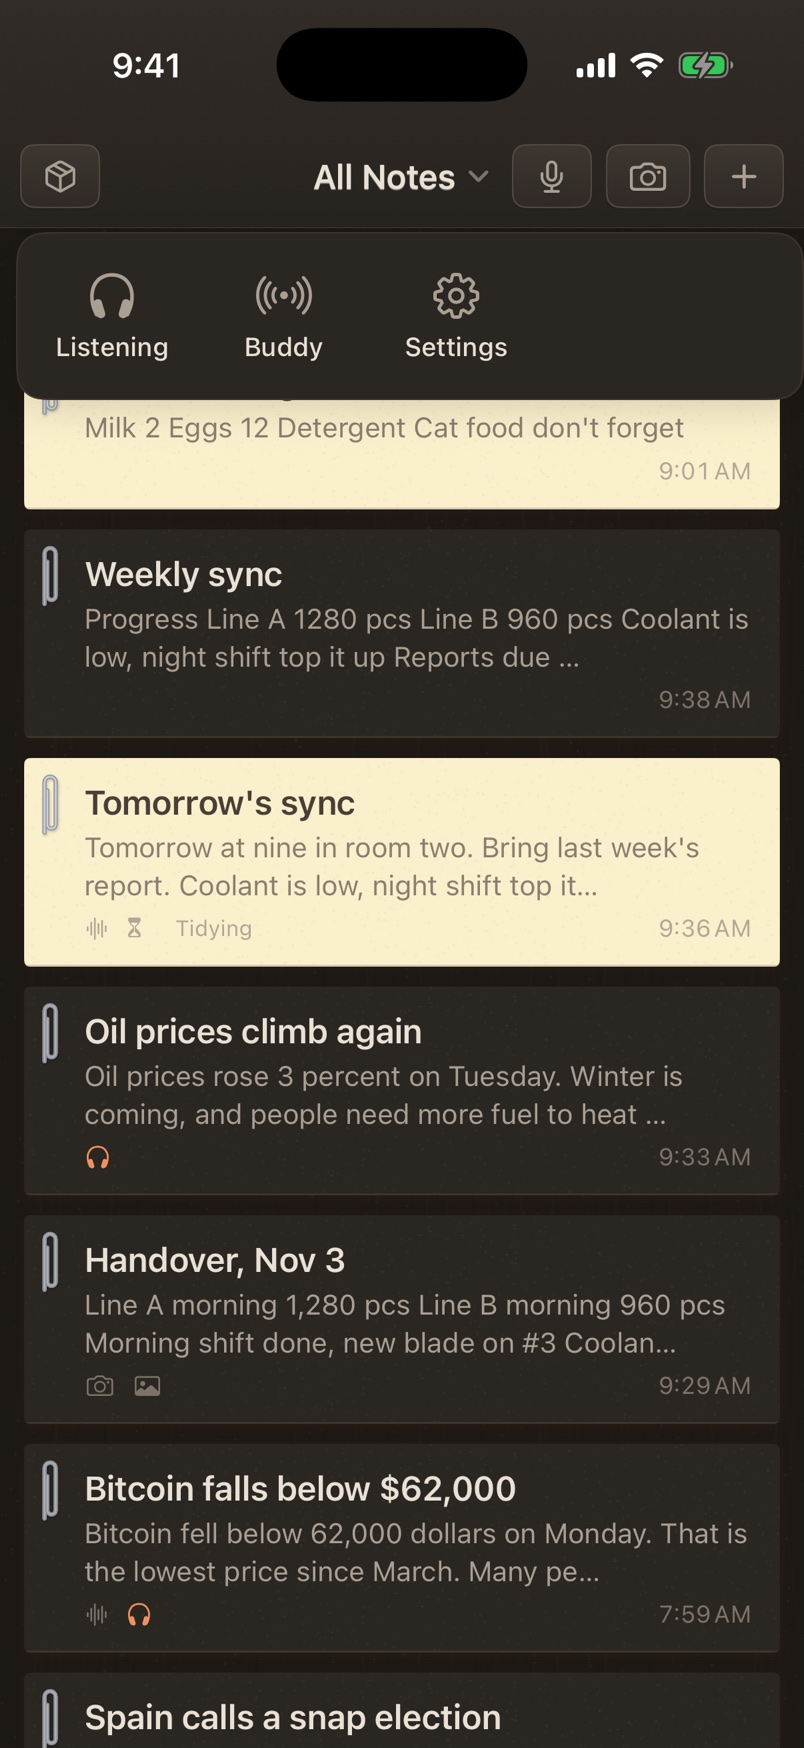 9:41
All Notes
Listening
Buddy
Settings
Milk 2 Eggs 12 Detergent Cat food don't forget
9:01 AM
Weekly sync
Progress Line A 1280 pcs Line B 960 pcs Coolant is
low, night shift top it up Reports due ...
9:38 AM
Tomorrow's sync
Tomorrow at nine in room two. Bring last week's
report. Coolant is low, night shift top it...
Tidying
9:36 AM
Oil prices climb again
Oil prices rose 3 percent on Tuesday. Winter is
coming, and people need more fuel to heat ...
9:33 AM
Handover, Nov 3
Line A morning 1,280 pcs Line B morning 960 pcs
Morning shift done, new blade on #3 Coolan...
9:29 AM
Bitcoin falls below $62,000
Bitcoin fell below 62,000 dollars on Monday. That is
the lowest price since March. Many pe...
7:59 AM
Spain calls a snap election